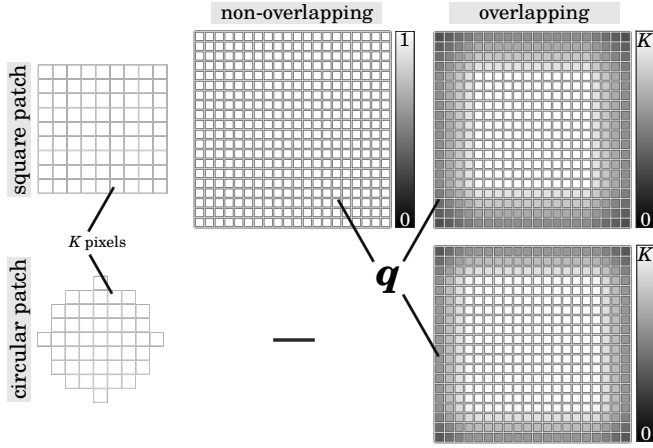 non-overlapping
overlapping
square patch
1
K
K pixels
0
0
q
circular patch
K
0